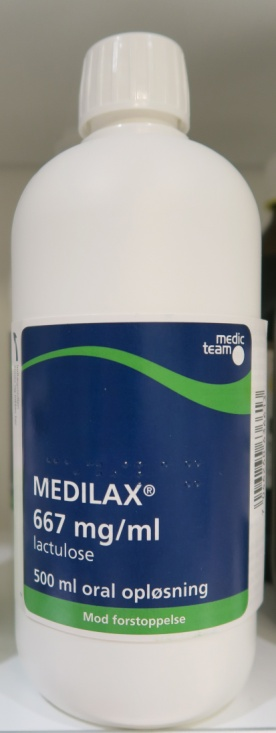 medic
team
MEDILAX®
667 mg/ml
lactulose
500 ml oral opløsning
Mod forstoppelse